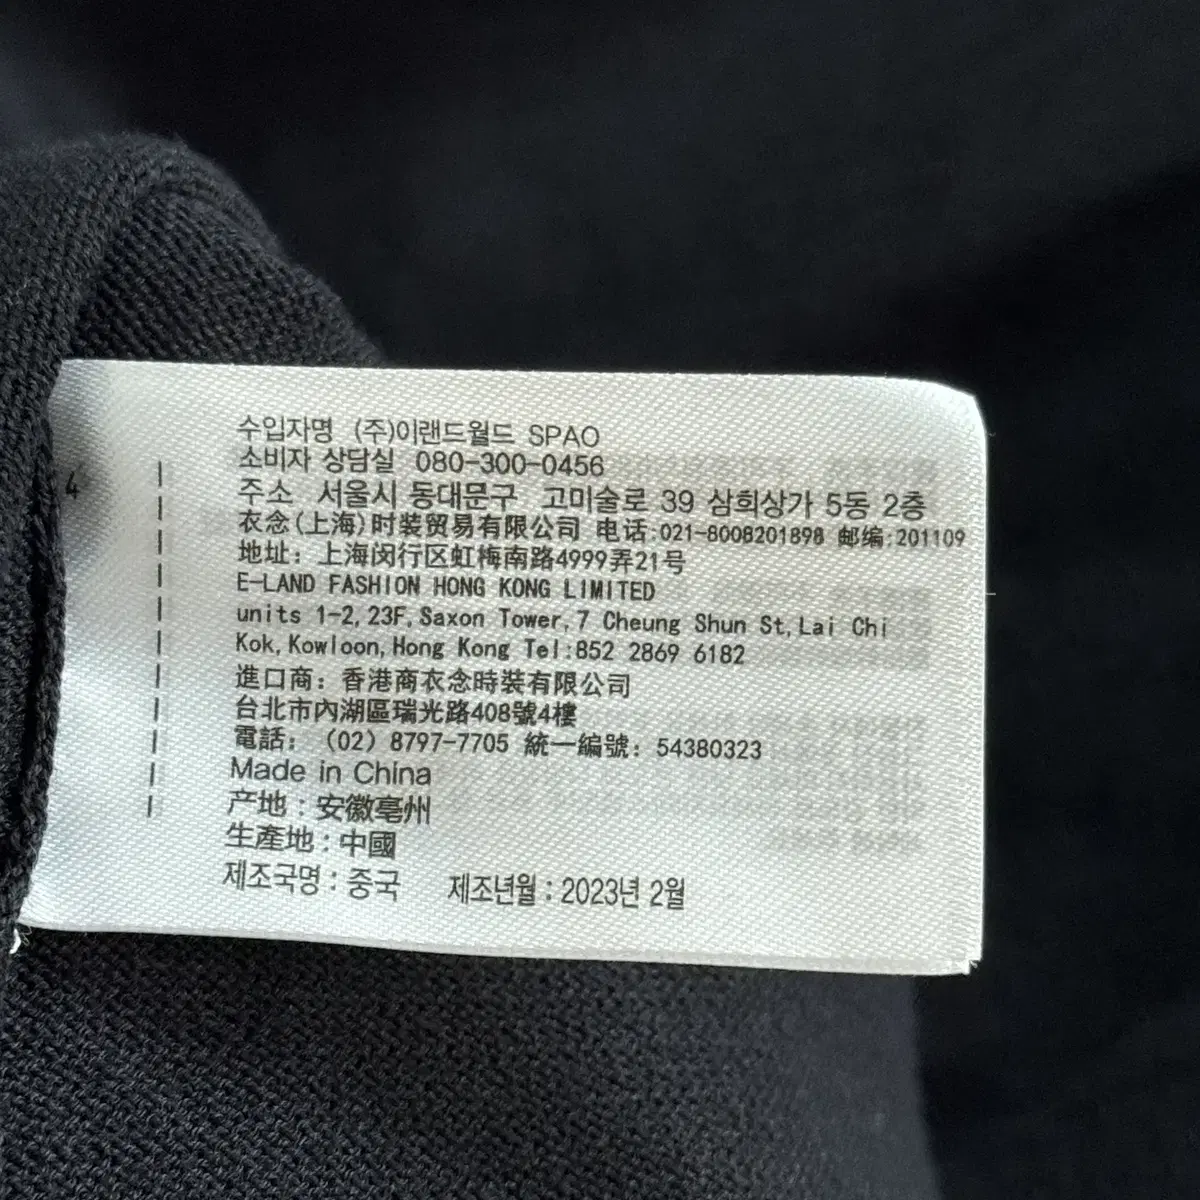 수입자명 (주)이랜드월드 SPAO
소비자 상담실 080-300-0456
주소 서울시 동대문구 고미술로 39 삼희상가 5동 2층
衣念(上海)时装贸易有限公司 电话:021-8008201898 邮编:201109
地址: 上海闵行区虹梅南路4999弄21号
E-LAND FASHION HONG KONG LIMITED
units 1-2,23F,Saxon Tower,7 Cheung Shun St,Lai Chi
Kok,Kowloon,Hong Kong Tel:852 2869 6182
進口商: 香港商衣念時裝有限公司
台北市內湖區瑞光路408號4樓
電話: (02) 8797-7705 統一編號: 54380323
Made in China
产地:安徽亳州
生產地:中國
제조국명:중국 제조년월:2023년 2월
4